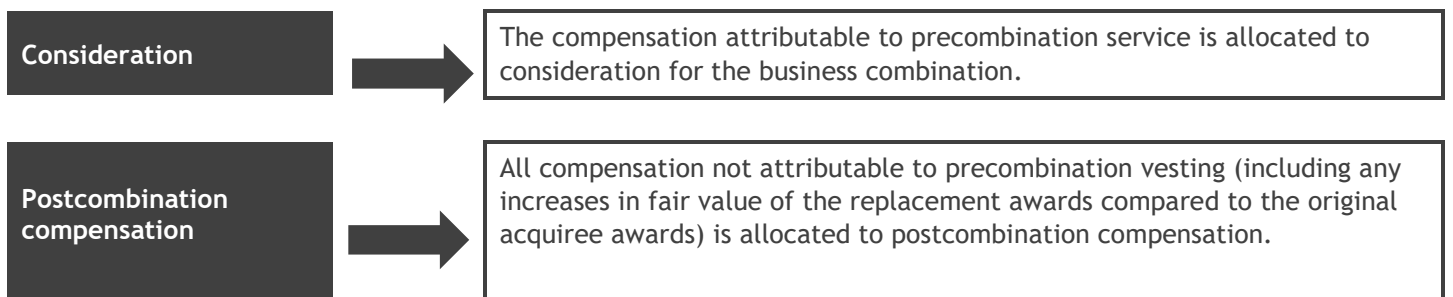 Consideration
The compensation attributable to precombination service is allocated to
consideration for the business combination.
Postcombination
compensation
All compensation not attributable to precombination vesting (including any
increases in fair value of the replacement awards compared to the original
acquiree awards) is allocated to postcombination compensation.